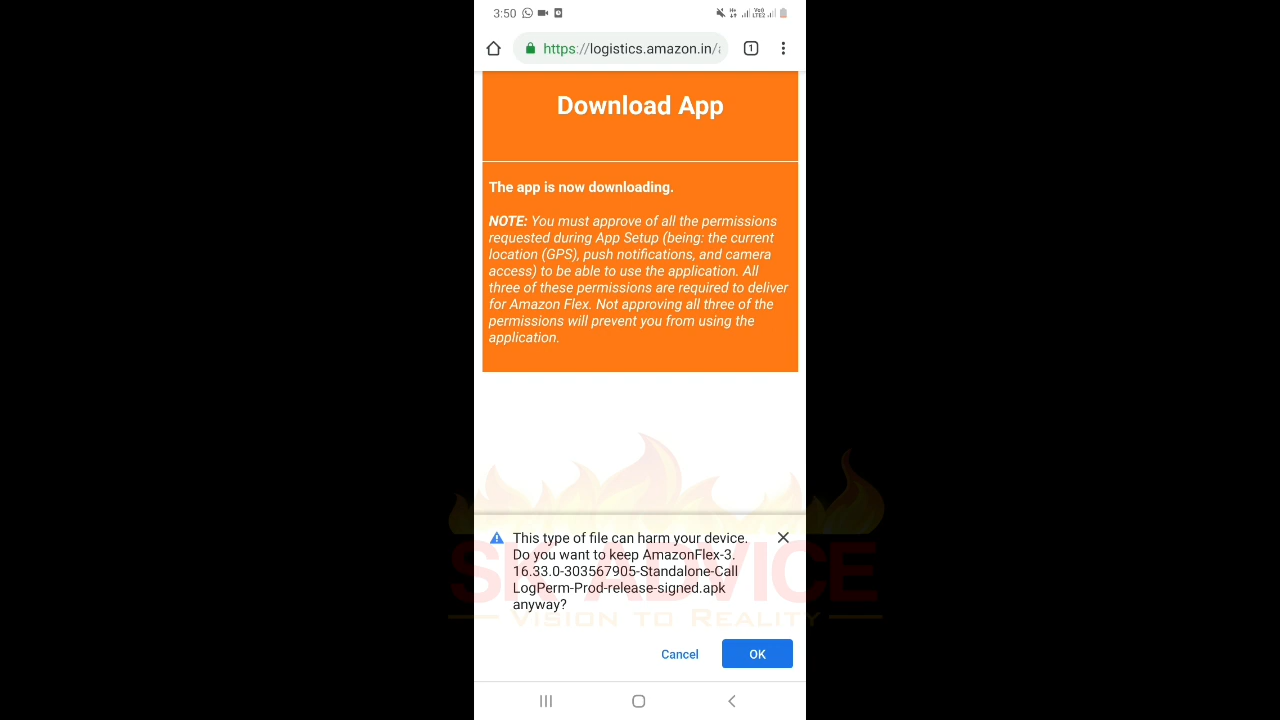 3:50
https://logistics.amazon.in/
1
Download App
The app is now downloading.
NOTE: You must approve of all the permissions
requested during App Setup (being: the current
location (GPS), push notifications, and camera
access) to be able to use the application. All
three of these permissions are required to deliver
for Amazon Flex. Not approving all three of the
permissions will prevent you from using the
application.
This type of file can harm your device.
Do you want to keep AmazonFlex-3.
16.33.0-303567905-Standalone-Call
LogPerm-Prod-release-signed.apk
anyway?
VISION TO REALITY
Cancel
OK